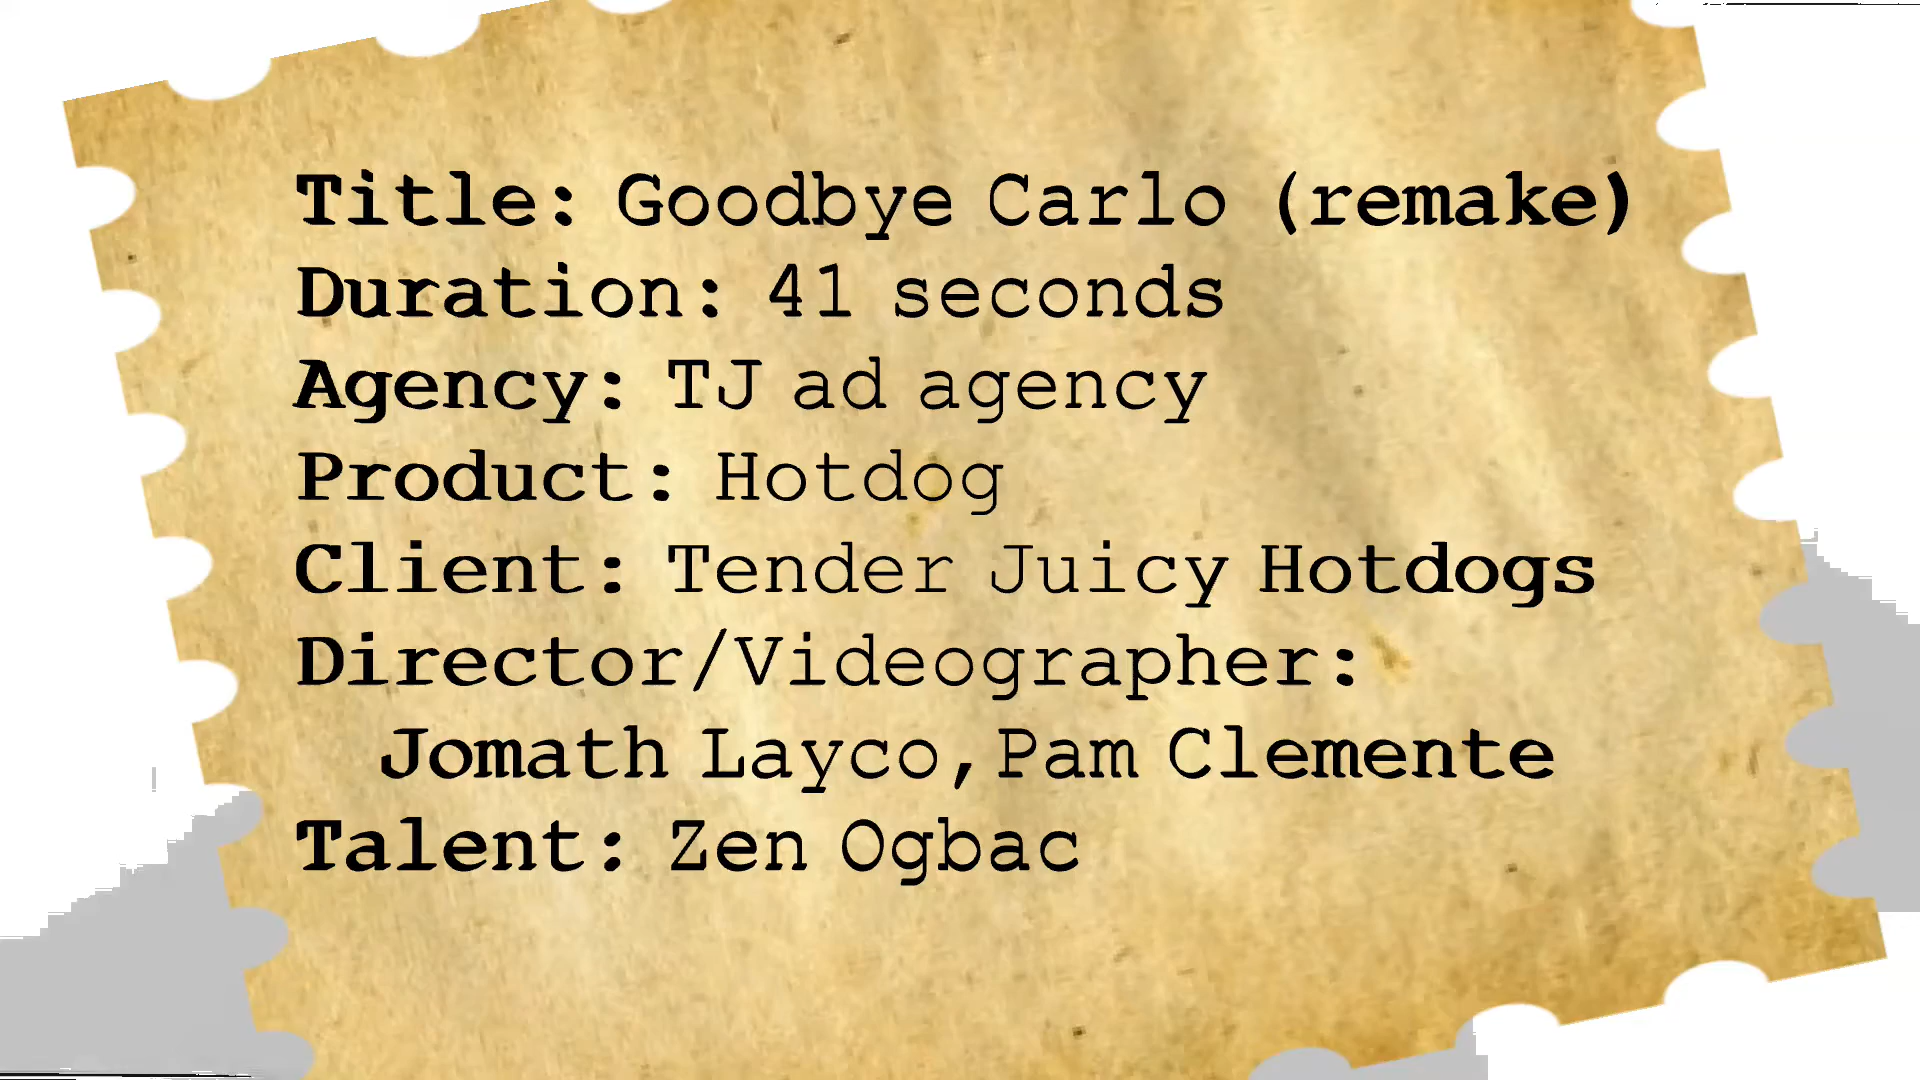 Title: Goodbye Carlo (remake)
Duration: 41 seconds
Agency: TJ ad agency
Product: Hotdog
Client: Tender Juicy Hotdogs
Director/Videographer:
Jomath Layco,Pam Clemente
Talent: Zen Ogbac